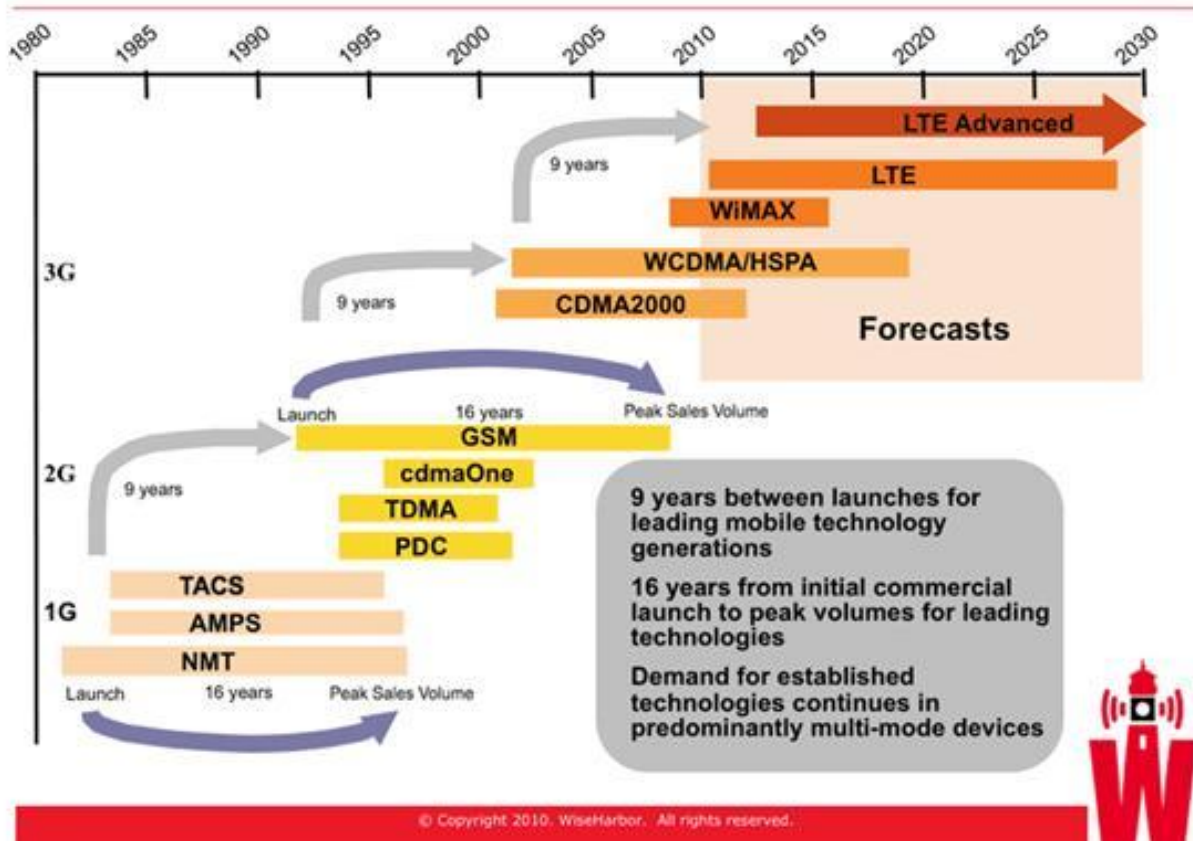 1980 1985 1990 1995 2000 2005 2010 2015 2020 2025 2030
LTE Advanced
9 years
LTE
WiMAX
3G
WCDMA/HSPA
9 years
CDMA2000
Forecasts
Launch 16 years Peak Sales Volume
GSM
2G
cdmaOne
9 years
TDMA
PDC
9 years between launches for
leading mobile technology
generations
16 years from initial commercial
launch to peak volumes for leading
technologies
Demand for established
technologies continues in
predominantly multi-mode devices
TACS
1G
AMPS
NMT
Launch 16 years Peak Sales Volume
W
© Copyright 2010. WiseHarbor. All rights reserved.